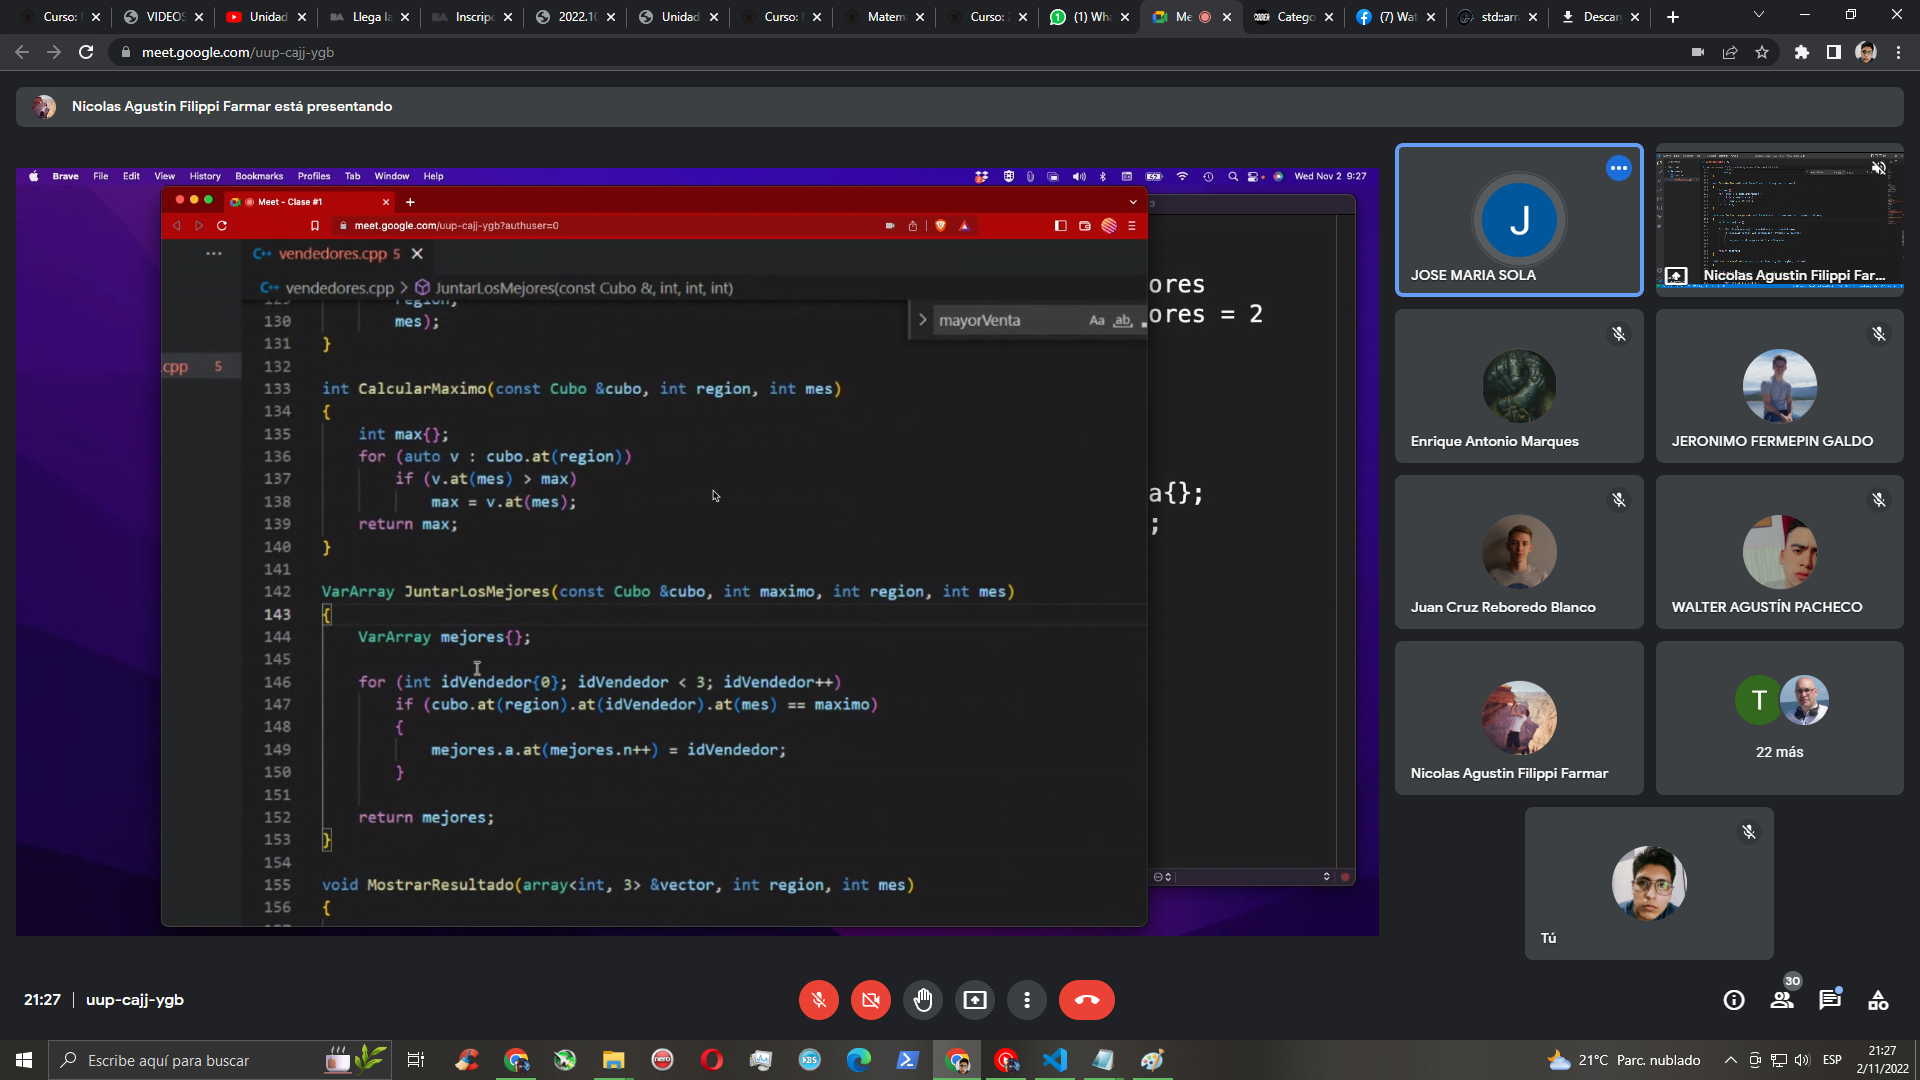 Curso: I
VIDEOS
Unidad
Llega la
Inscripc
2022.10
Unidad
Curso: I
Matem
Curso: 2
(1) Wh
Me
Catego
(7) Wat
std::arr
Descar
meet.google.com/uup-cajj-ygb
Nicolas Agustin Filippi Farmar está presentando
Brave File Edit View History Bookmarks Profiles Tab Window Help
Wed Nov 2 9:27
Meet - Clase #1
meet.google.com/uup-cajj-ygb?authuser=0
vendedores.cpp 5
vendedores.cpp > JuntarLosMejores(const Cubo &, int, int, int)
mayorVenta
Aa ab
.cpp 5
129 region,
130 mes);
131 }
132
133 int CalcularMaximo(const Cubo &cubo, int region, int mes)
134 {
135 int max{};
136 for (auto v : cubo.at(region))
137 if (v.at(mes) > max)
138 max = v.at(mes);
139 return max;
140 }
141
142 VarArray JuntarLosMejores(const Cubo &cubo, int maximo, int region, int mes)
143 {
144 VarArray mejores{};
145
146 for (int idVendedor{0}; idVendedor < 3; idVendedor++)
147 if (cubo.at(region).at(idVendedor).at(mes) == maximo)
148 {
149 mejores.a.at(mejores.n++) = idVendedor;
150 }
151
152 return mejores;
153 }
154
155 void MostrarResultado(array<int, 3> &vector, int region, int mes)
156 {
3
ores
ores = 2
a{};
;
J
JOSE MARIA SOLA
Nicolas Agustin Filippi Far...
Enrique Antonio Marques
JERONIMO FERMEPIN GALDO
Juan Cruz Reboredo Blanco
WALTER AGUSTÍN PACHECO
Nicolas Agustin Filippi Farmar
T
22 más
Tú
21:27 | uup-cajj-ygb
30
Escribe aquí para buscar
21°C Parc. nublado
ESP
21:27
2/11/2022